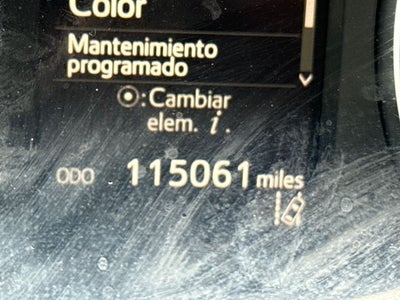 Color
Mantenimiento
programado
:Cambiar
elem. i .
ODO 115061 miles